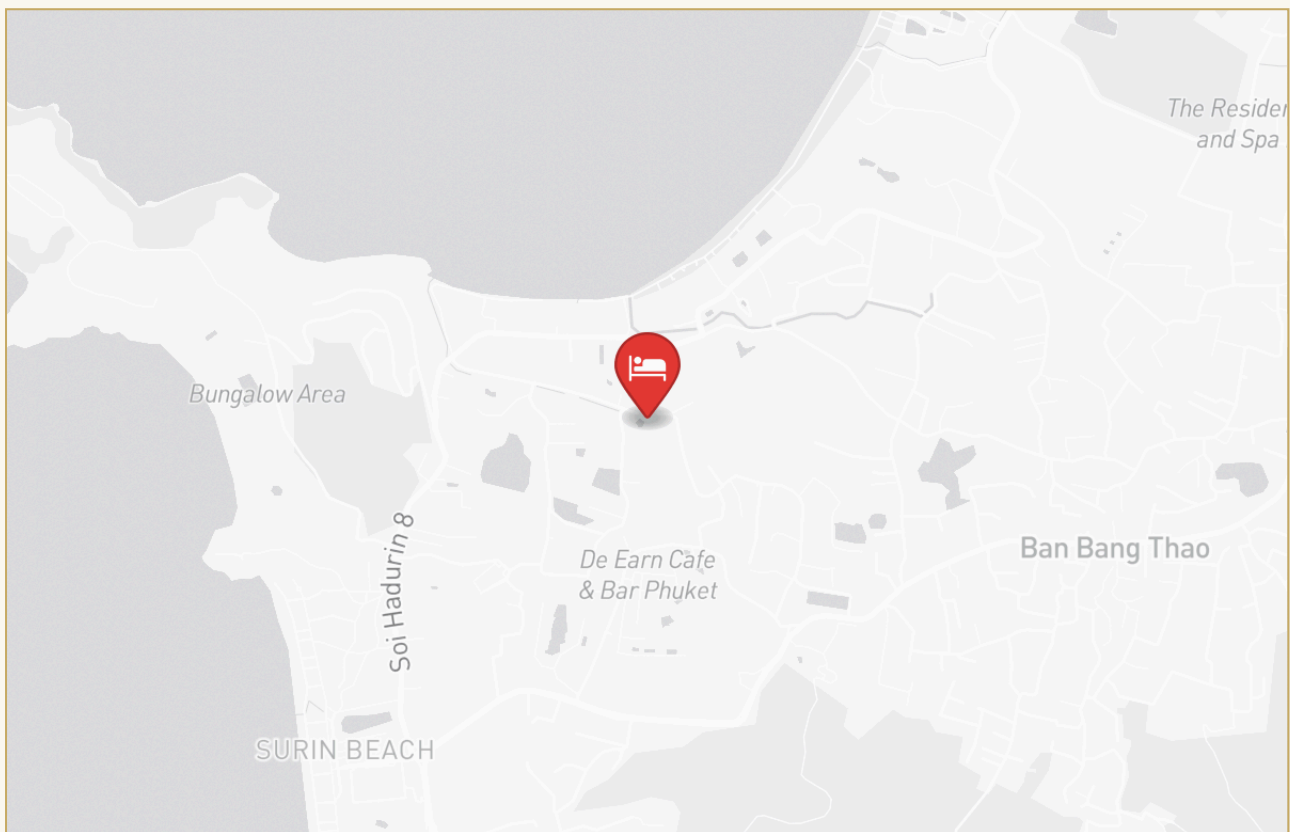 The Resider
and Spa
Bungalow Area
Ban Bang Thao
De Earn Cafe
& Bar Phuket
Soi Hadurin 8
SURIN BEACH